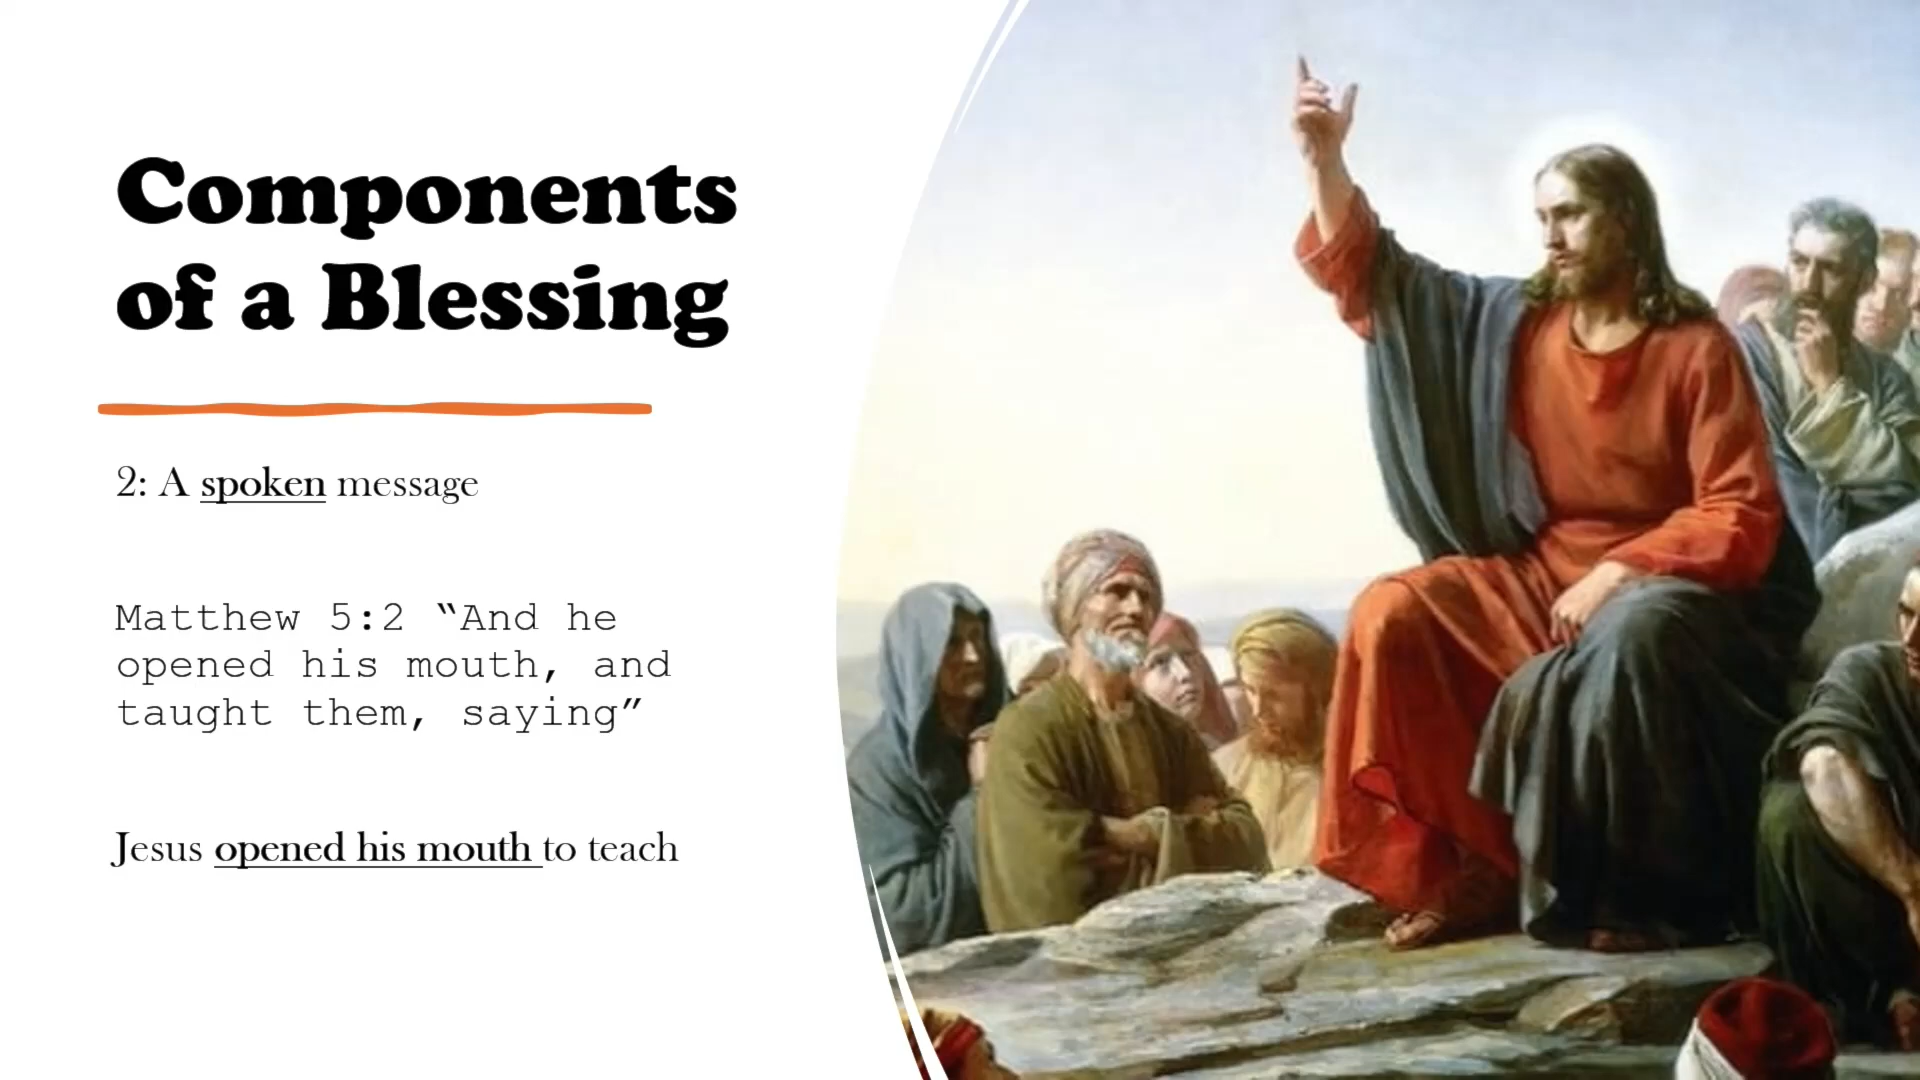 Components
of a Blessing
2: A spoken message
Matthew 5:2 “And he
opened his mouth, and
taught them, saying”
Jesus opened his mouth to teach